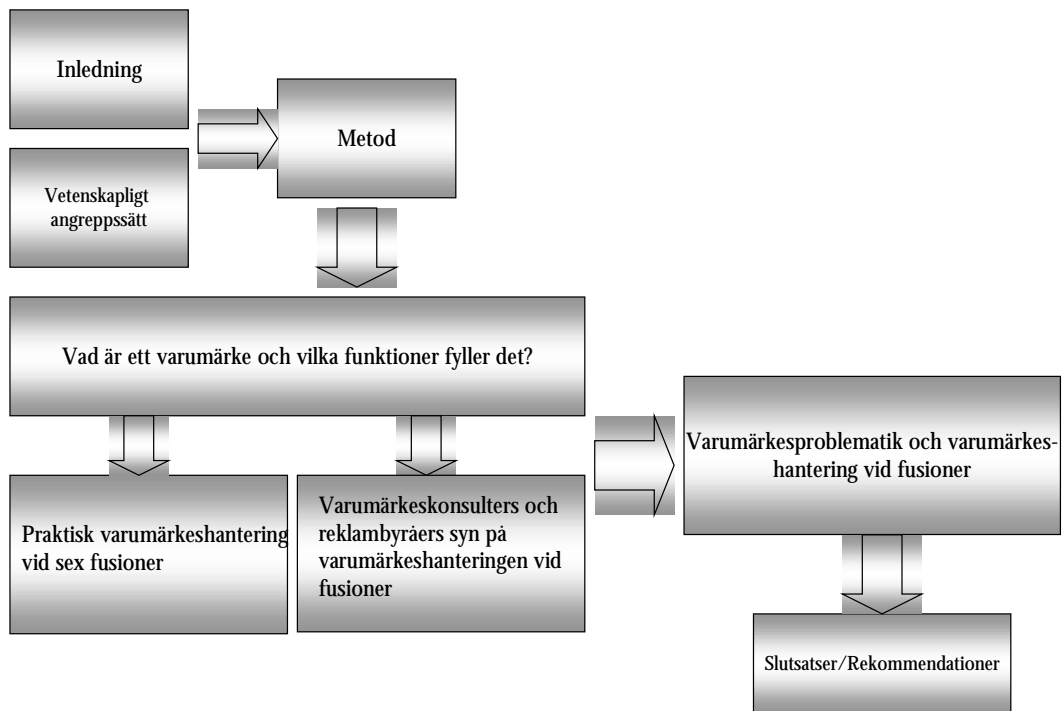 Inledning
Metod
Vetenskapligt
angreppssätt
Vad är ett varumärke och vilka funktioner fyller det?
Varumärkesproblematik och varumärkes-
hantering vid fusioner
Praktisk varumärkeshantering
vid sex fusioner
Varumärkeskonsulters och
reklambyråers syn på
varumärkeshanteringen vid
fusioner
Slutsatser/Rekommendationer